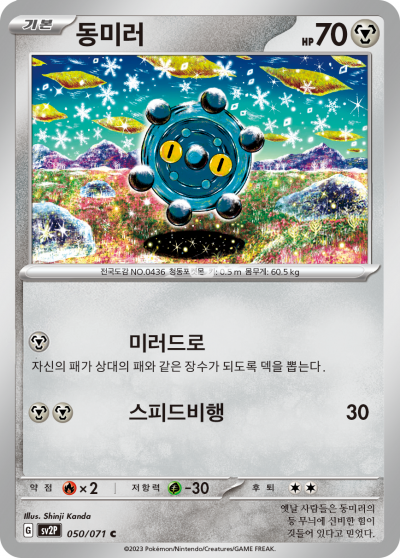 기본
동미러
HP 70
전국도감 NO.0436 청동포켓몬 키: 0.5 m 몸무게: 60.5 kg
미러드로
자신의 패가 상대의 패와 같은 장수가 되도록 덱을 뽑는다.
스피드비행 30
약점 ×2 저항력 -30 후퇴
Illus. Shinji Kanda
G sv2P 050/071 C
옛날 사람들은 동미러의
등 무늬에 신비한 힘이
깃들어 있다고 믿었다.
©2023 Pokémon/Nintendo/Creatures/GAME FREAK.